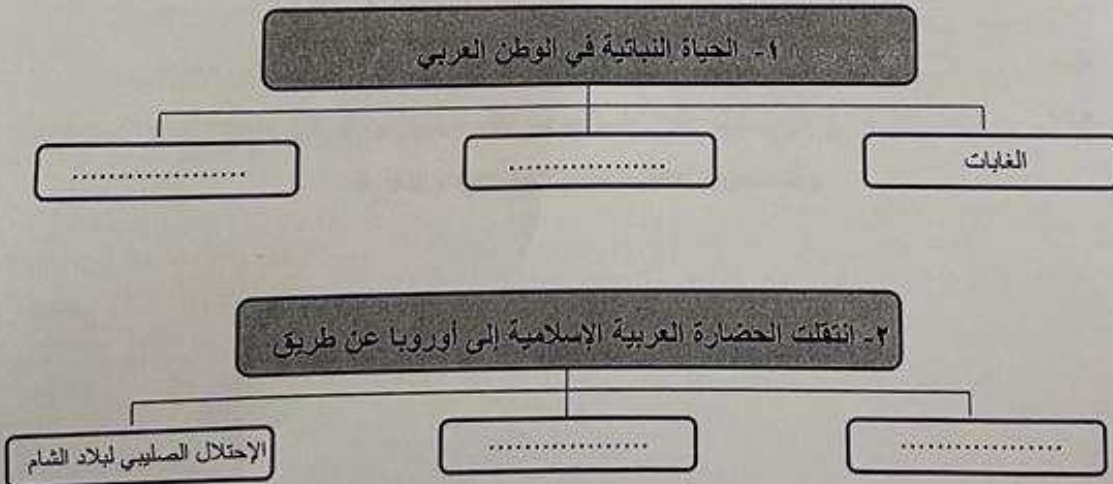 ١- الحياة النباتية في الوطن العربي
الغابات
..................
...................
٢- انتقلت الحضارة العربية الإسلامية إلى أوروبا عن طريق
..................
..................
الإحتلال الصليبي لبلاد الشام